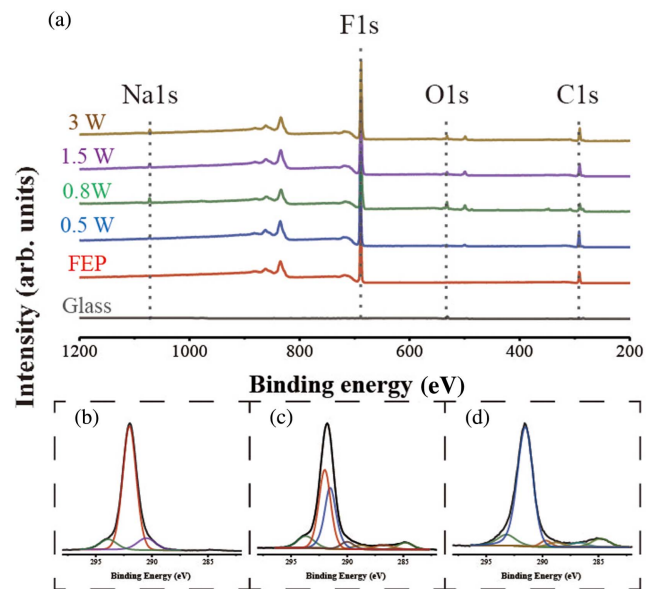 (a)
F1s
Na1s
O1s
C1s
3 W
1.5 W
0.8W
0.5 W
FEP
Glass
Intensity (arb. units)
1200 1000 800 600 400 200
Binding energy (eV)
(b) (c) (d)
295 290 285 295 290 285 295 290 285
Binding Energy (eV) Binding Energy (eV) Binding Energy (eV)